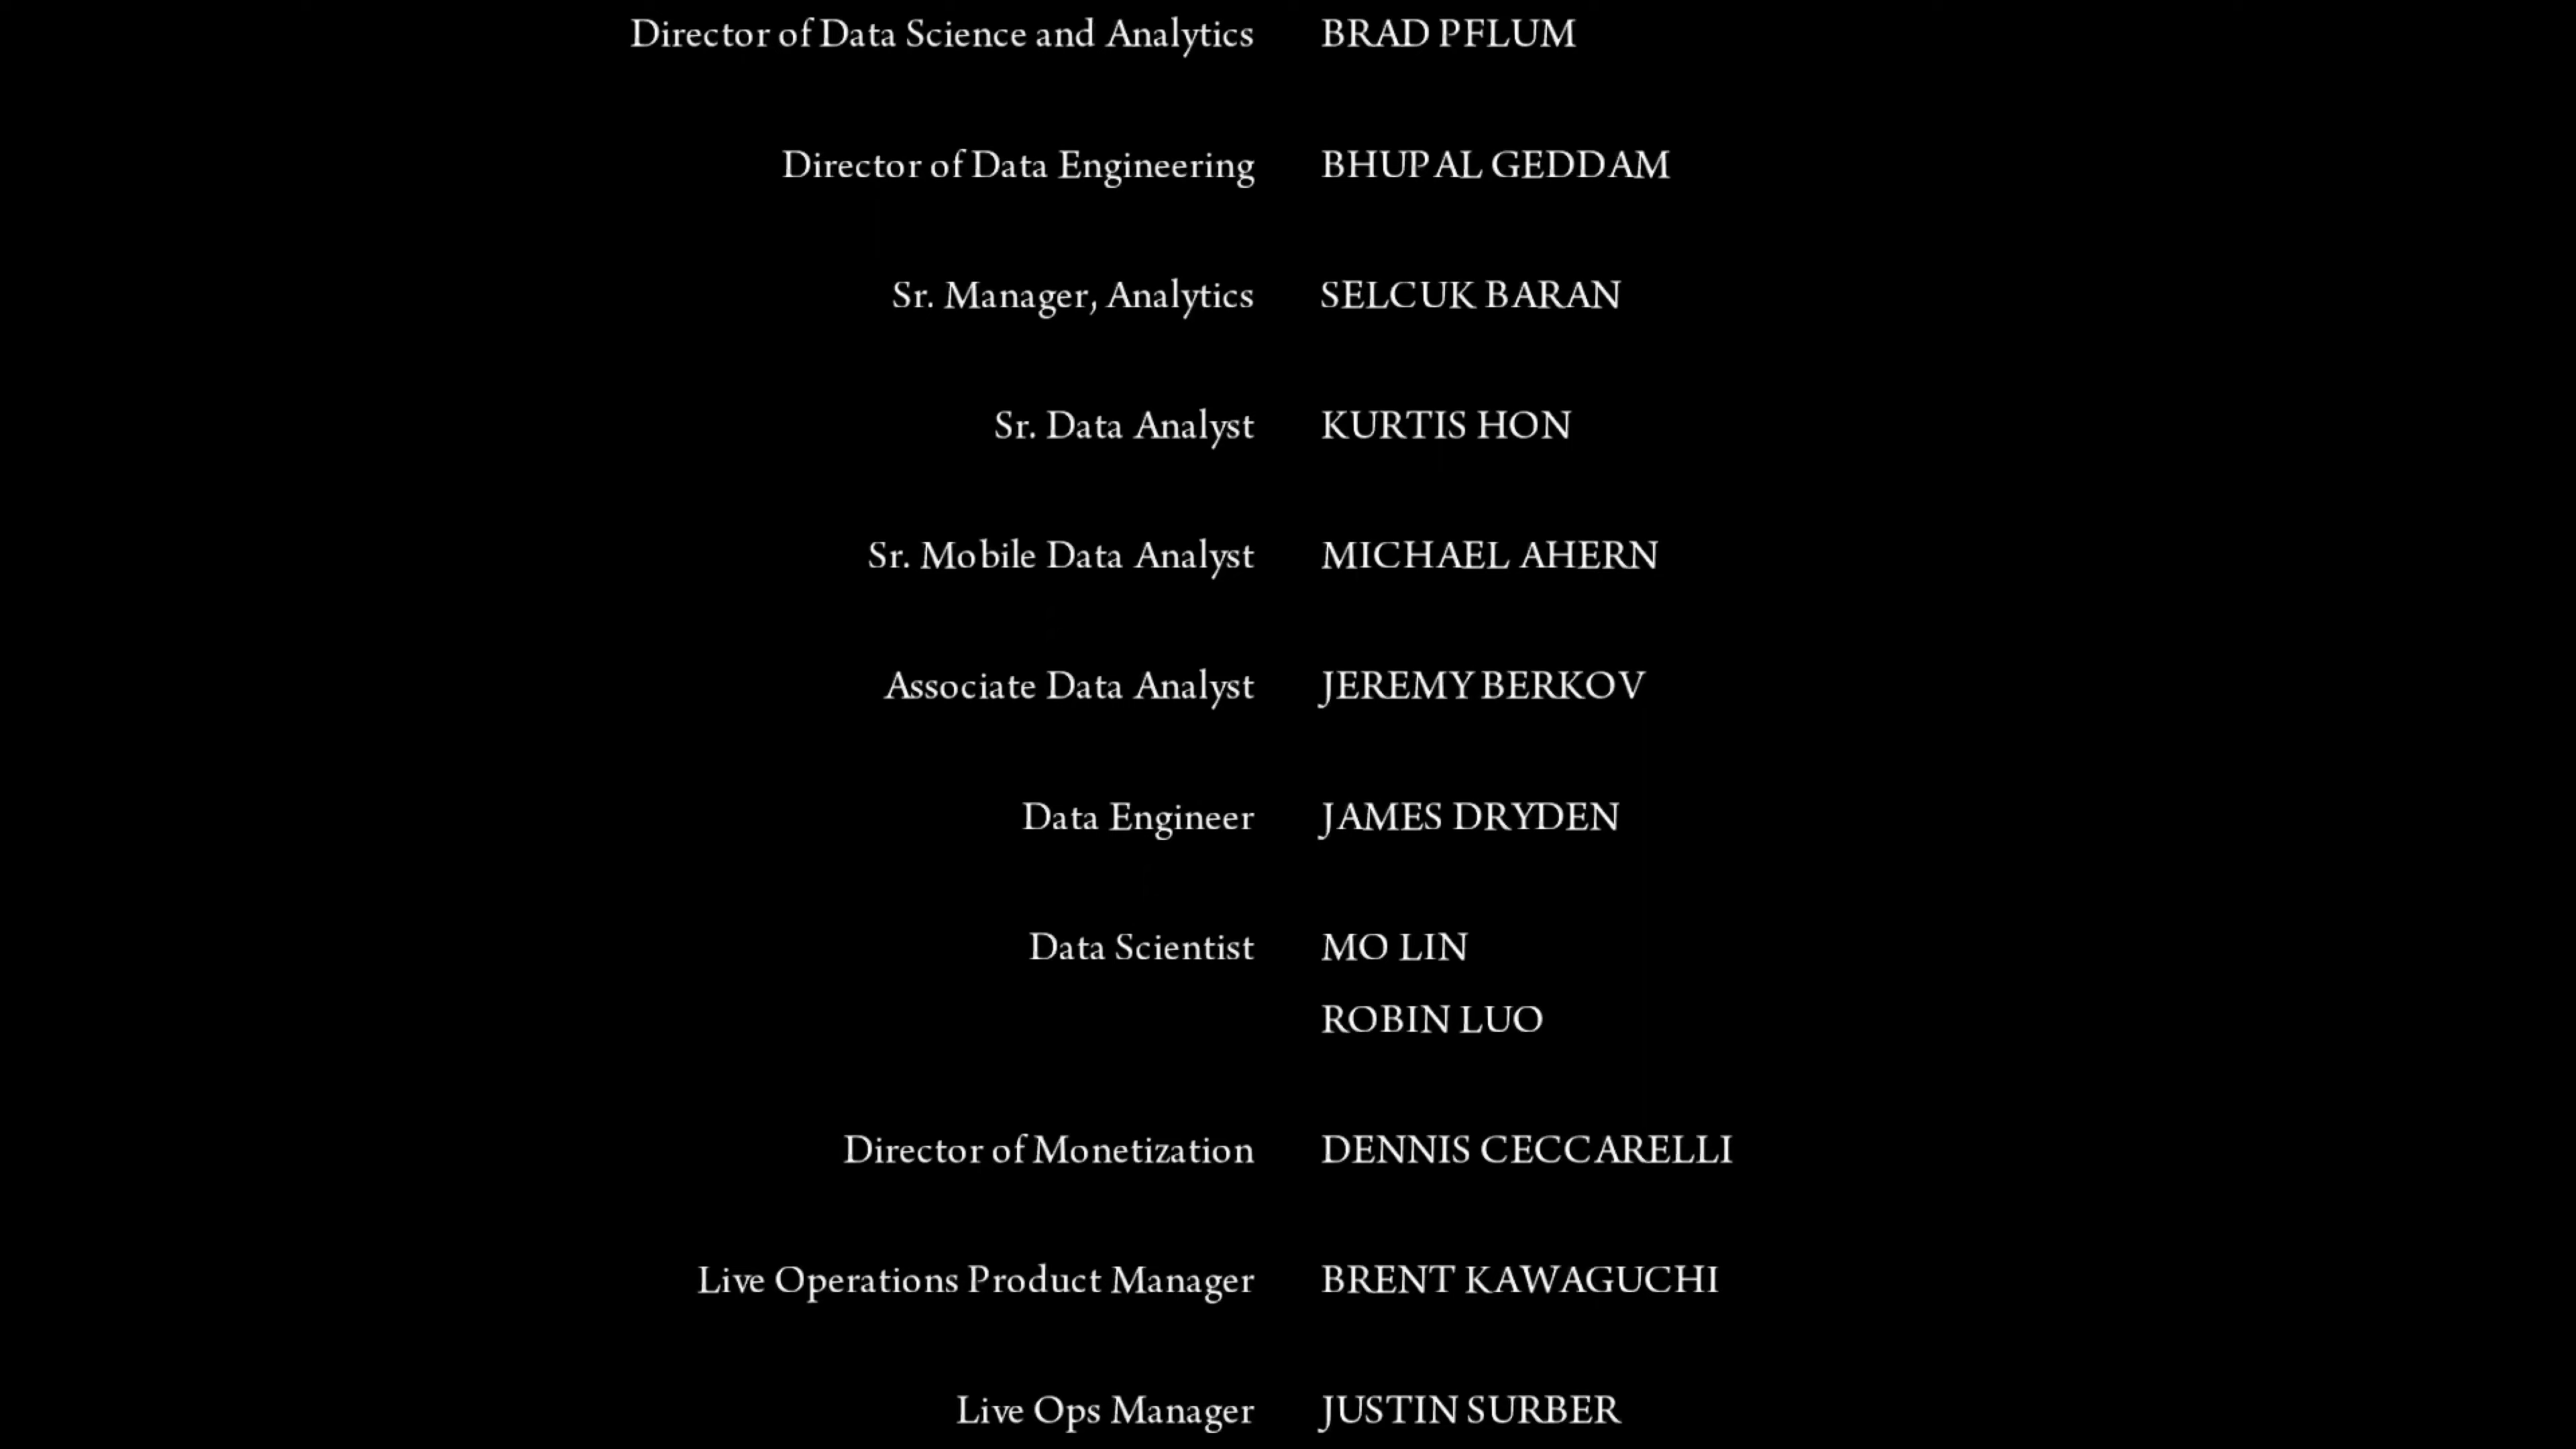 Director of Data Science and Analytics BRAD PFLUM
Director of Data Engineering BHUPAL GEDDAM
Sr. Manager, Analytics SELCUK BARAN
Sr. Data Analyst KURTIS HON
Sr. Mobile Data Analyst MICHAEL AHERN
Associate Data Analyst JEREMY BERKOV
Data Engineer JAMES DRYDEN
Data Scientist MO LIN
ROBIN LUO
Director of Monetization DENNIS CECCARELLI
Live Operations Product Manager BRENT KAWAGUCHI
Live Ops Manager JUSTIN SURBER